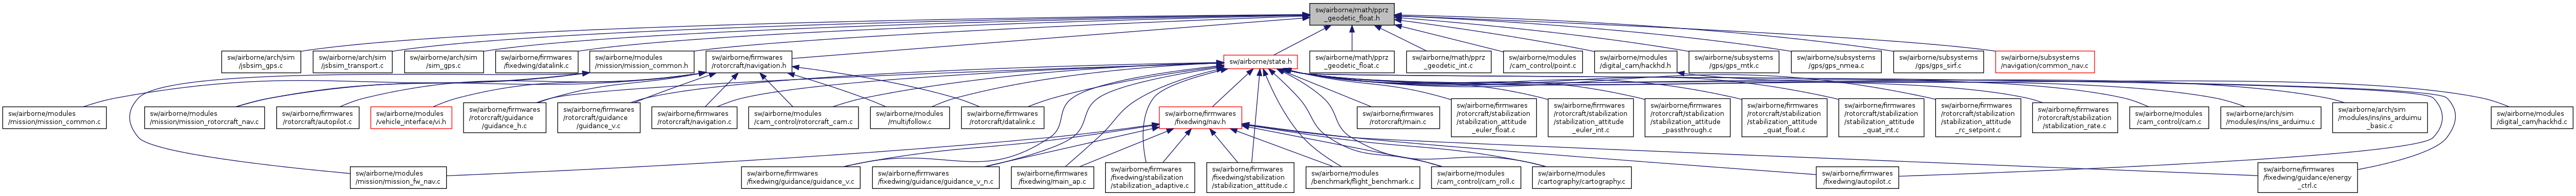 sw/airborne/math/pprz
_geodetic_float.h
sw/airborne/arch/sim
/jsbsim_gps.c
sw/airborne/arch/sim
/jsbsim_transport.c
sw/airborne/arch/sim
/sim_gps.c
sw/airborne/firmwares
/fixedwing/datalink.c
sw/airborne/modules
/mission/mission_common.h
sw/airborne/firmwares
/rotorcraft/navigation.h
sw/airborne/state.h
sw/airborne/math/pprz
_geodetic_float.c
sw/airborne/math/pprz
_geodetic_int.c
sw/airborne/modules
/cam_control/point.c
sw/airborne/modules
/digital_cam/hackhd.h
sw/airborne/subsystems
/gps/gps_mtk.c
sw/airborne/subsystems
/gps/gps_nmea.c
sw/airborne/subsystems
/gps/gps_sirf.c
sw/airborne/subsystems
/navigation/common_nav.c
sw/airborne/modules
/mission/mission_common.c
sw/airborne/modules
/mission/mission_rotorcraft_nav.c
sw/airborne/firmwares
/rotorcraft/autopilot.c
sw/airborne/modules
/vehicle_interface/vi.h
sw/airborne/firmwares
/rotorcraft/guidance
/guidance_h.c
sw/airborne/firmwares
/rotorcraft/guidance
/guidance_v.c
sw/airborne/firmwares
/rotorcraft/navigation.c
sw/airborne/modules
/cam_control/rotorcraft_cam.c
sw/airborne/modules
/multi/follow.c
sw/airborne/firmwares
/rotorcraft/datalink.c
sw/airborne/firmwares
/fixedwing/nav.h
sw/airborne/firmwares
/rotorcraft/main.c
sw/airborne/firmwares
/rotorcraft/stabilization
/stabilization_attitude
_euler_float.c
sw/airborne/firmwares
/rotorcraft/stabilization
/stabilization_attitude
_euler_int.c
sw/airborne/firmwares
/rotorcraft/stabilization
/stabilization_attitude
_passthrough.c
sw/airborne/firmwares
/rotorcraft/stabilization
/stabilization_attitude
_quat_float.c
sw/airborne/firmwares
/rotorcraft/stabilization
/stabilization_attitude
_quat_int.c
sw/airborne/firmwares
/rotorcraft/stabilization
/stabilization_attitude
_rc_setpoint.c
sw/airborne/firmwares
/rotorcraft/stabilization
/stabilization_rate.c
sw/airborne/modules
/cam_control/cam.c
sw/airborne/arch/sim
/modules/ins/ins_arduimu.c
sw/airborne/arch/sim
/modules/ins/ins_arduimu
_basic.c
sw/airborne/modules
/digital_cam/hackhd.c
sw/airborne/modules
/mission/mission_fw_nav.c
sw/airborne/firmwares
/fixedwing/guidance/guidance_v.c
sw/airborne/firmwares
/fixedwing/guidance/guidance_v_n.c
sw/airborne/firmwares
/fixedwing/main_ap.c
sw/airborne/firmwares
/fixedwing/stabilization
/stabilization_adaptive.c
sw/airborne/firmwares
/fixedwing/stabilization
/stabilization_attitude.c
sw/airborne/modules
/benchmark/flight_benchmark.c
sw/airborne/modules
/cam_control/cam_roll.c
sw/airborne/modules
/cartography/cartography.c
sw/airborne/firmwares
/fixedwing/autopilot.c
sw/airborne/firmwares
/fixedwing/guidance/energy
_ctrl.c